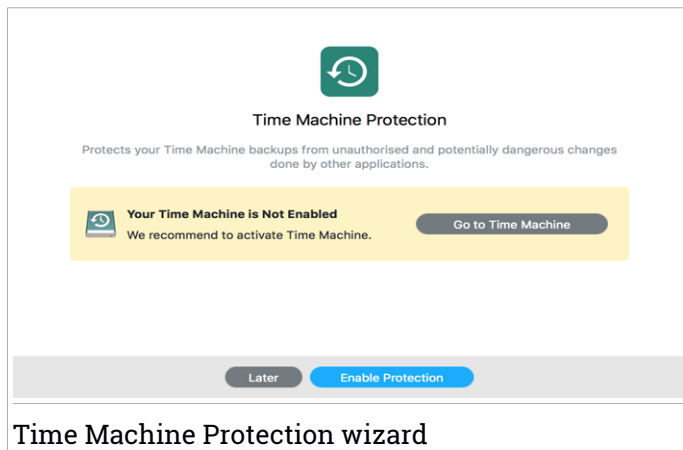 Time Machine Protection
Protects your Time Machine backups from unauthorised and potentially dangerous changes
done by other applications.
Your Time Machine is Not Enabled
We recommend to activate Time Machine.
Go to Time Machine
Later
Enable Protection
Time Machine Protection wizard